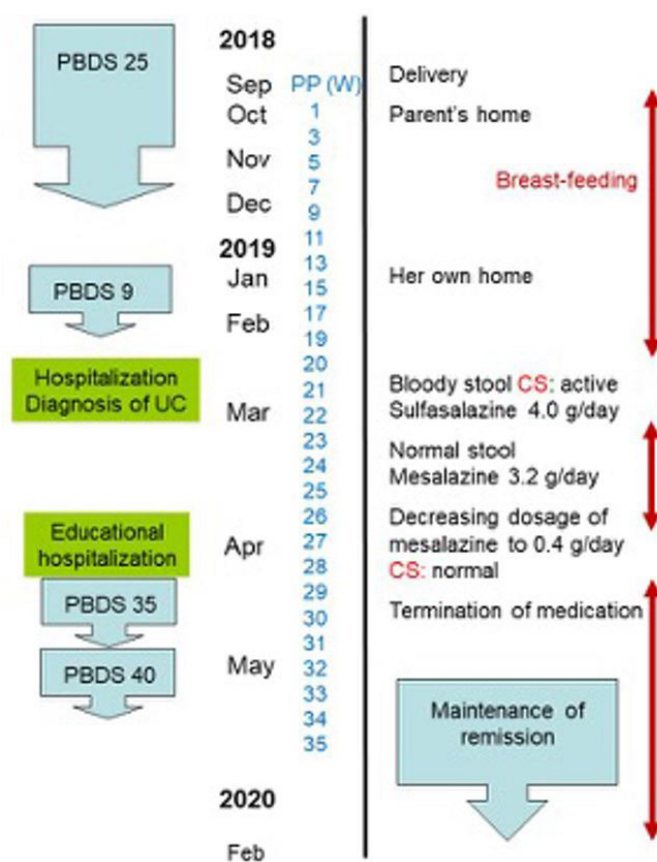 PBDS 25
PBDS 9
Hospitalization
Diagnosis of UC
Educational
hospitalization
PBDS 35
PBDS 40
2018
Sep
Oct
Nov
Dec
2019
Jan
Feb
Mar
Apr
May
2020
Feb
PP (W)
1
3
5
7
9
11
13
15
17
19
20
21
22
23
24
25
26
27
28
29
30
31
32
33
34
35
Delivery
Parent's home
Breast-feeding
Her own home
Bloody stool CS: active
Sulfasalazine 4.0 g/day
Normal stool
Mesalazine 3.2 g/day
Decreasing dosage of
mesalazine to 0.4 g/day
CS: normal
Termination of medication
Maintenance of
remission